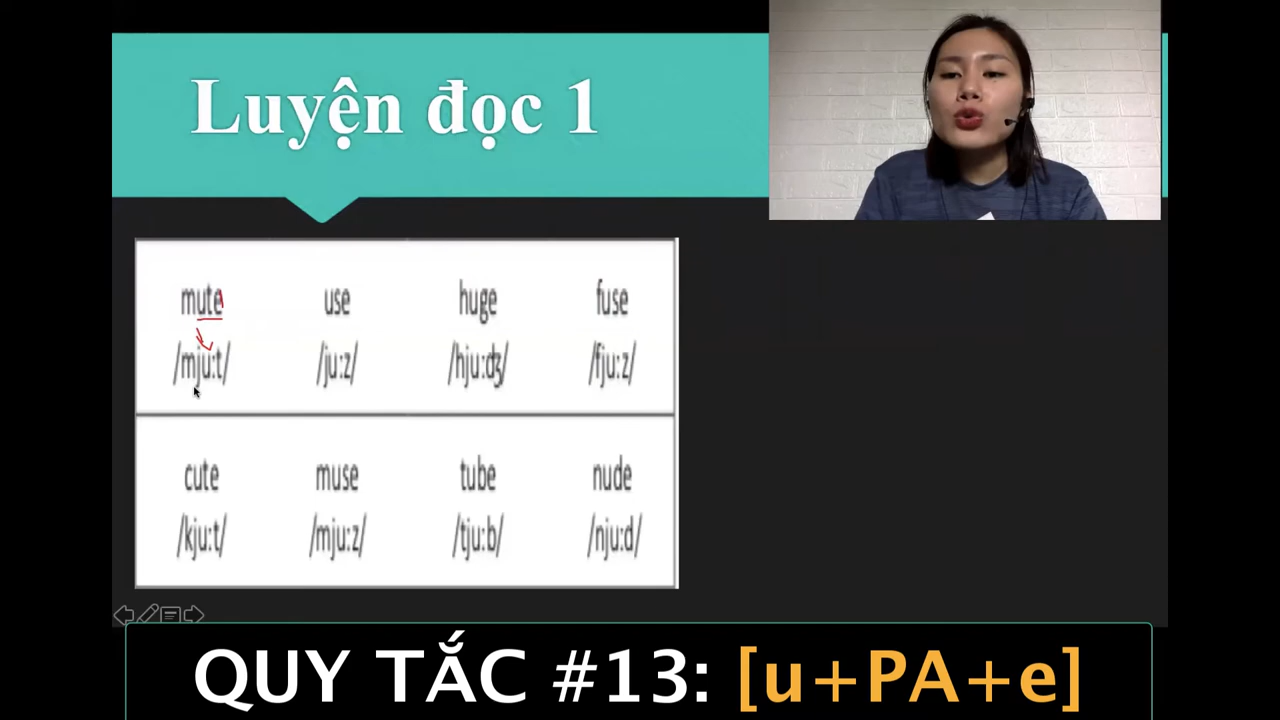 Luyện đọc 1
mute use huge fuse
/mju:t/ /ju:z/ /hju:ʤ/ /fju:z/
cute muse tube nude
/kju:t/ /mju:z/ /tju:b/ /nju:d/
QUY TẮC #13: [u+PA+e]